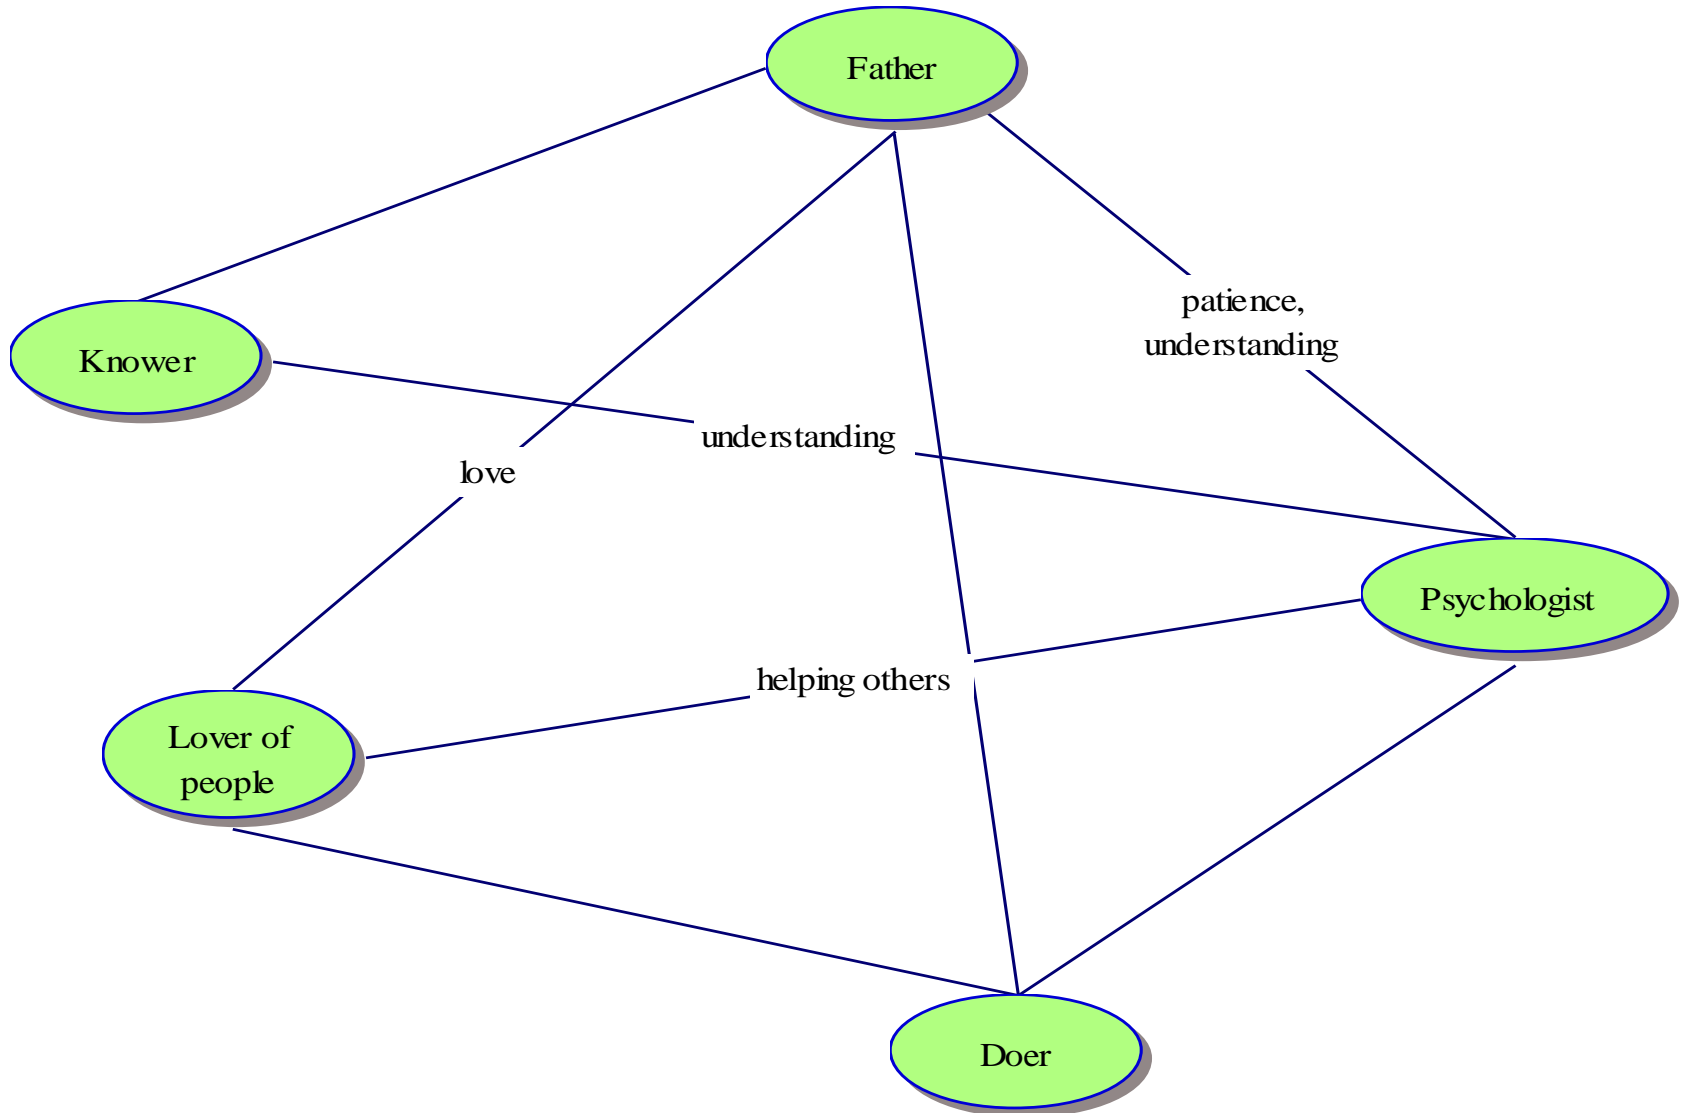 Father
patience,
understanding
Knower
understanding
love
Psychologist
helping others
Lover of
people
Doer